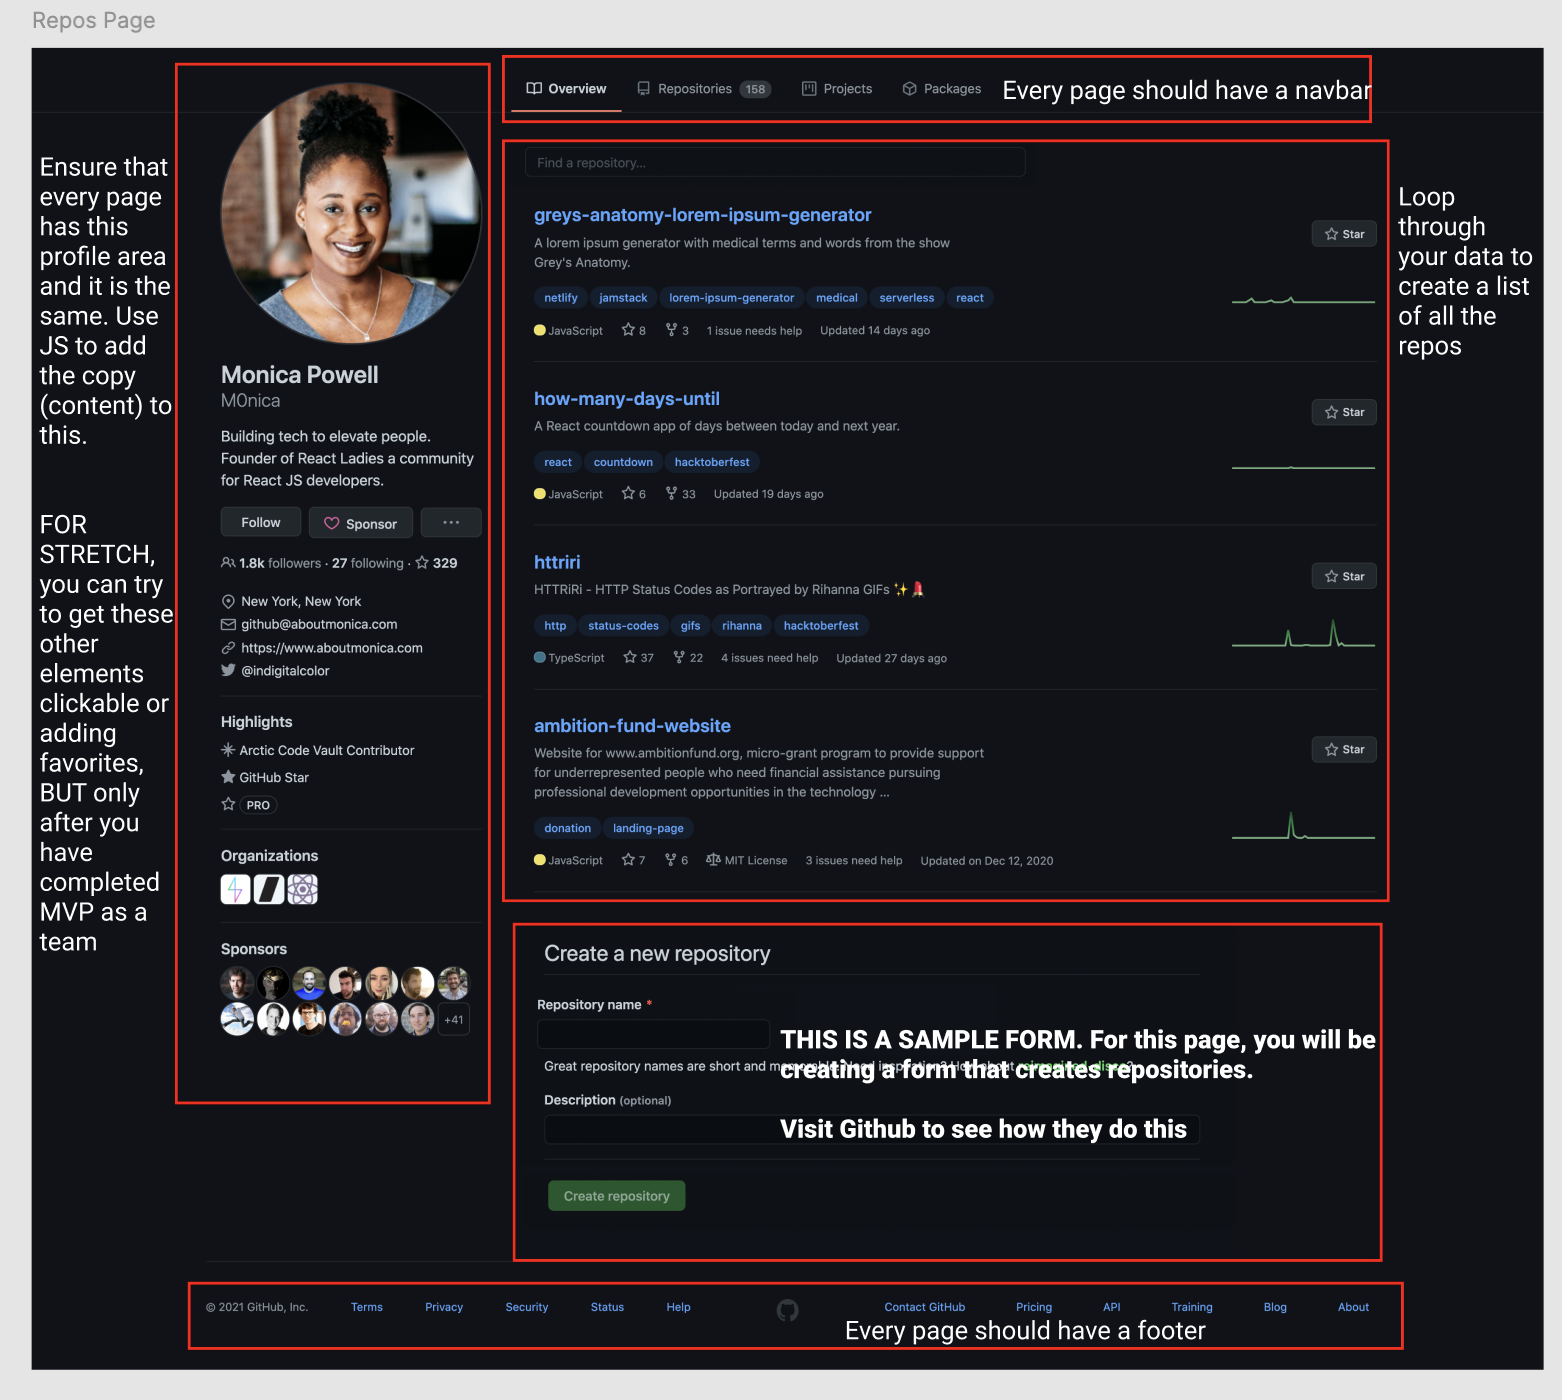 Repos Page
Overview
Repositories 158
Projects
Packages
Every page should have a navbar
Ensure that
every page
has this
profile area
and it is the
same. Use
JS to add
the copy
(content) to
this.
FOR
STRETCH,
you can try
to get these
other
elements
clickable or
adding
favorites,
BUT only
after you
have
completed
MVP as a
team
Monica Powell
M0nica
Building tech to elevate people.
Founder of React Ladies a community
for React JS developers.
Follow
Sponsor
...
1.8k followers · 27 following · 329
New York, New York
github@aboutmonica.com
https://www.aboutmonica.com
@indigitalcolor
Highlights
Arctic Code Vault Contributor
GitHub Star
PRO
Organizations
Sponsors
+41
Find a repository...
greys-anatomy-lorem-ipsum-generator
Star
A lorem ipsum generator with medical terms and words from the show
Grey's Anatomy.
netlify jamstack lorem-ipsum-generator medical serverless react
JavaScript 8 3 1 issue needs help Updated 14 days ago
how-many-days-until
Star
A React countdown app of days between today and next year.
react countdown hacktoberfest
JavaScript 6 33 Updated 19 days ago
httriri
Star
HTTRiRi - HTTP Status Codes as Portrayed by Rihanna GIFs ✨💄
http status-codes gifs rihanna hacktoberfest
TypeScript 37 22 4 issues need help Updated 27 days ago
ambition-fund-website
Star
Website for www.ambitionfund.org, micro-grant program to provide support
for underrepresented people who need financial assistance pursuing
professional development opportunities in the technology ...
donation landing-page
JavaScript 7 6 MIT License 3 issues need help Updated on Dec 12, 2020
Loop
through
your data to
create a list
of all the
repos
Create a new repository
Repository name *
Great repository names are short and
THIS IS A SAMPLE FORM. For this page, you will be
creating a form that creates repositories.
Description (optional)
Visit Github to see how they do this
Create repository
© 2021 GitHub, Inc. Terms Privacy Security Status Help Contact GitHub Pricing API Training Blog About
Every page should have a footer